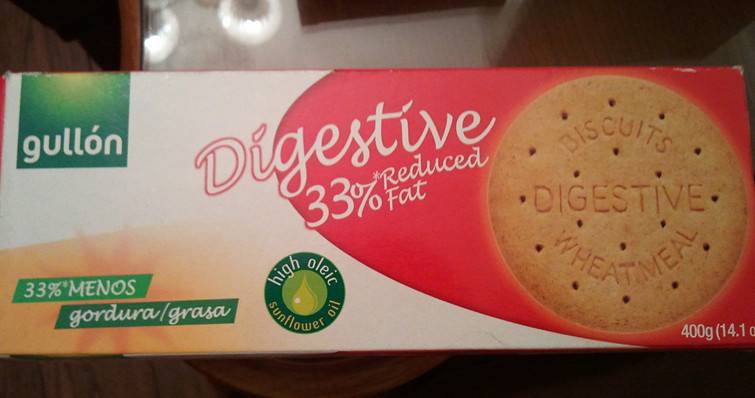 gullón
Digestive
33%*Reduced
Fat
33%*MENOS
gordura/grasa
high oleic
sunflower oil
BISCUITS
DIGESTIVE
WHEATMEAL
400g (14.1 o